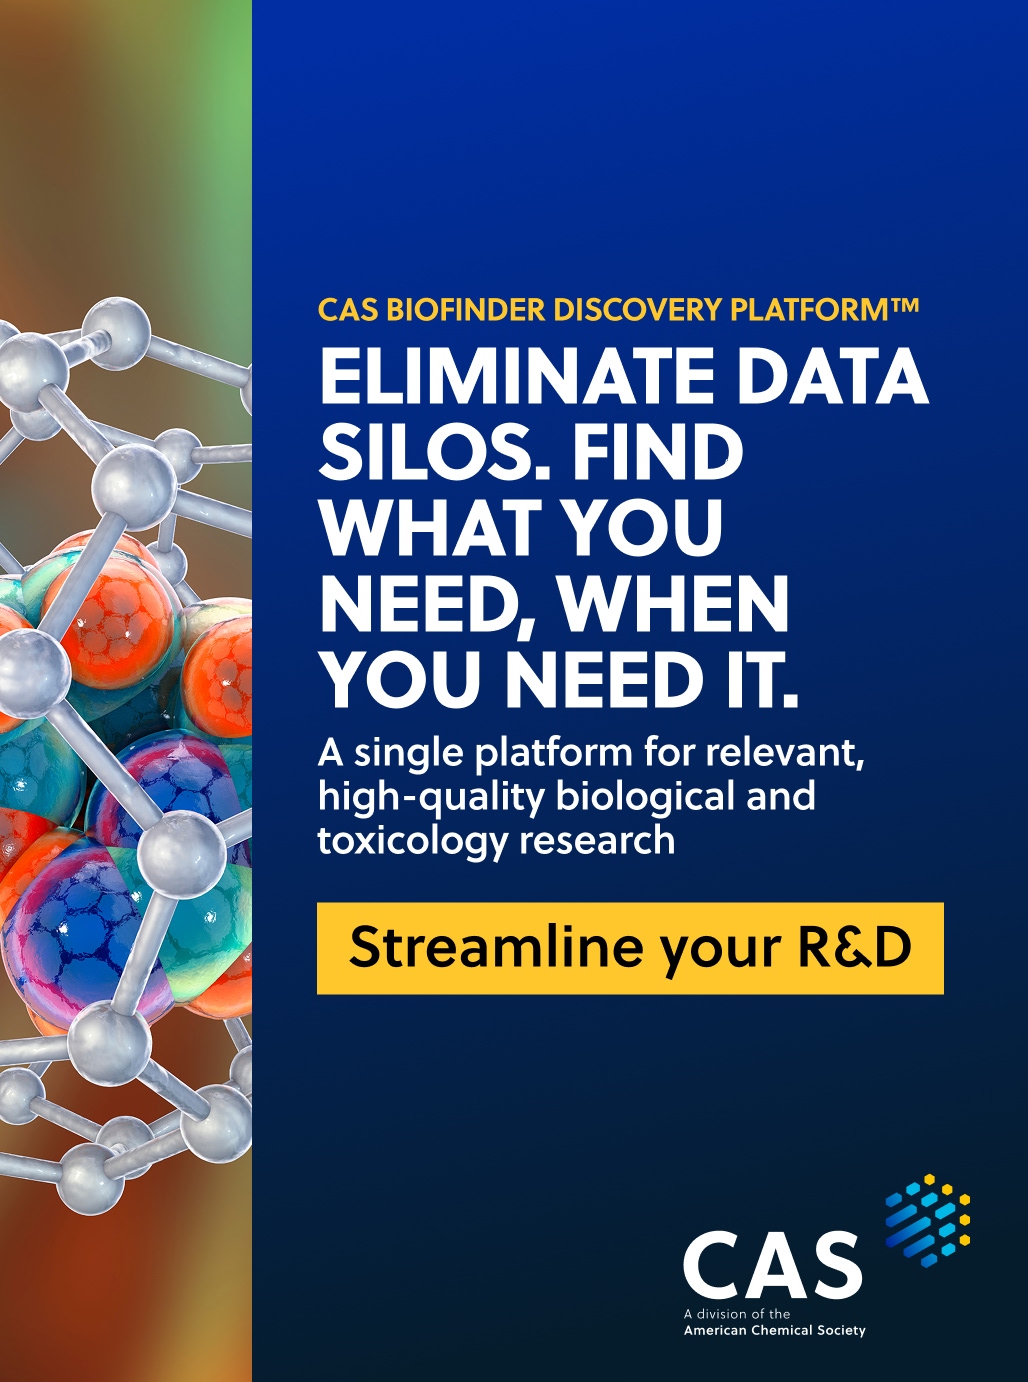 CAS BIOFINDER DISCOVERY PLATFORM™
ELIMINATE DATA
SILOS. FIND
WHAT YOU
NEED, WHEN
YOU NEED IT.
A single platform for relevant,
high-quality biological and
toxicology research
Streamline your R&D
CAS
A division of the
American Chemical Society